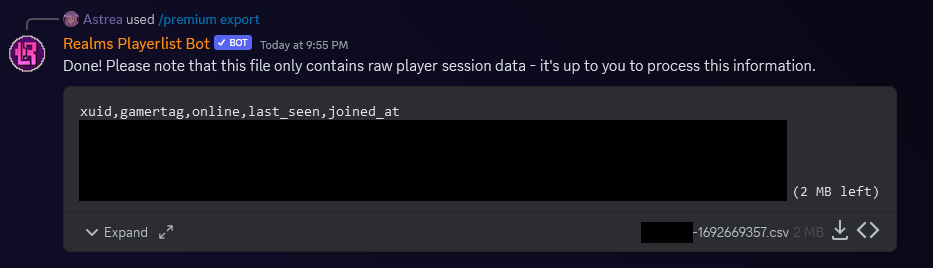 Astrea used /premium export
Realms Playerlist Bot BOT Today at 9:55 PM
Done! Please note that this file only contains raw player session data - it's up to you to process this information.
xuid,gamertag,online,last_seen,joined_at
(2 MB left)
Expand
-1692669357.csv 2 MB